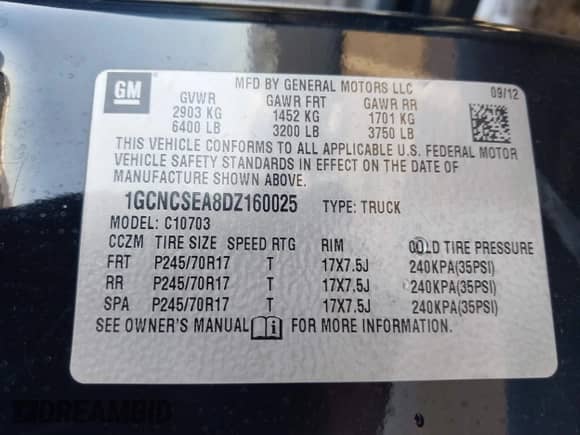 GM
MFD BY GENERAL MOTORS LLC
09/12
GVWR GAWR FRT GAWR RR
2903 KG 1452 KG 1701 KG
6400 LB 3200 LB 3750 LB
THIS VEHICLE CONFORMS TO ALL APPLICABLE U.S. FEDERAL MOTOR
VEHICLE SAFETY STANDARDS IN EFFECT ON THE DATE OF
MANUFACTURE SHOWN ABOVE.
1GCNCSEA8DZ160025 TYPE: TRUCK
MODEL: C10703
CCZM TIRE SIZE SPEED RTG RIM COLD TIRE PRESSURE
FRT P245/70R17 T 17X7.5J 240KPA(35PSI)
RR P245/70R17 T 17X7.5J 240KPA(35PSI)
SPA P245/70R17 T 17X7.5J 240KPA(35PSI)
SEE OWNER'S MANUAL FOR MORE INFORMATION.
DREAMBID